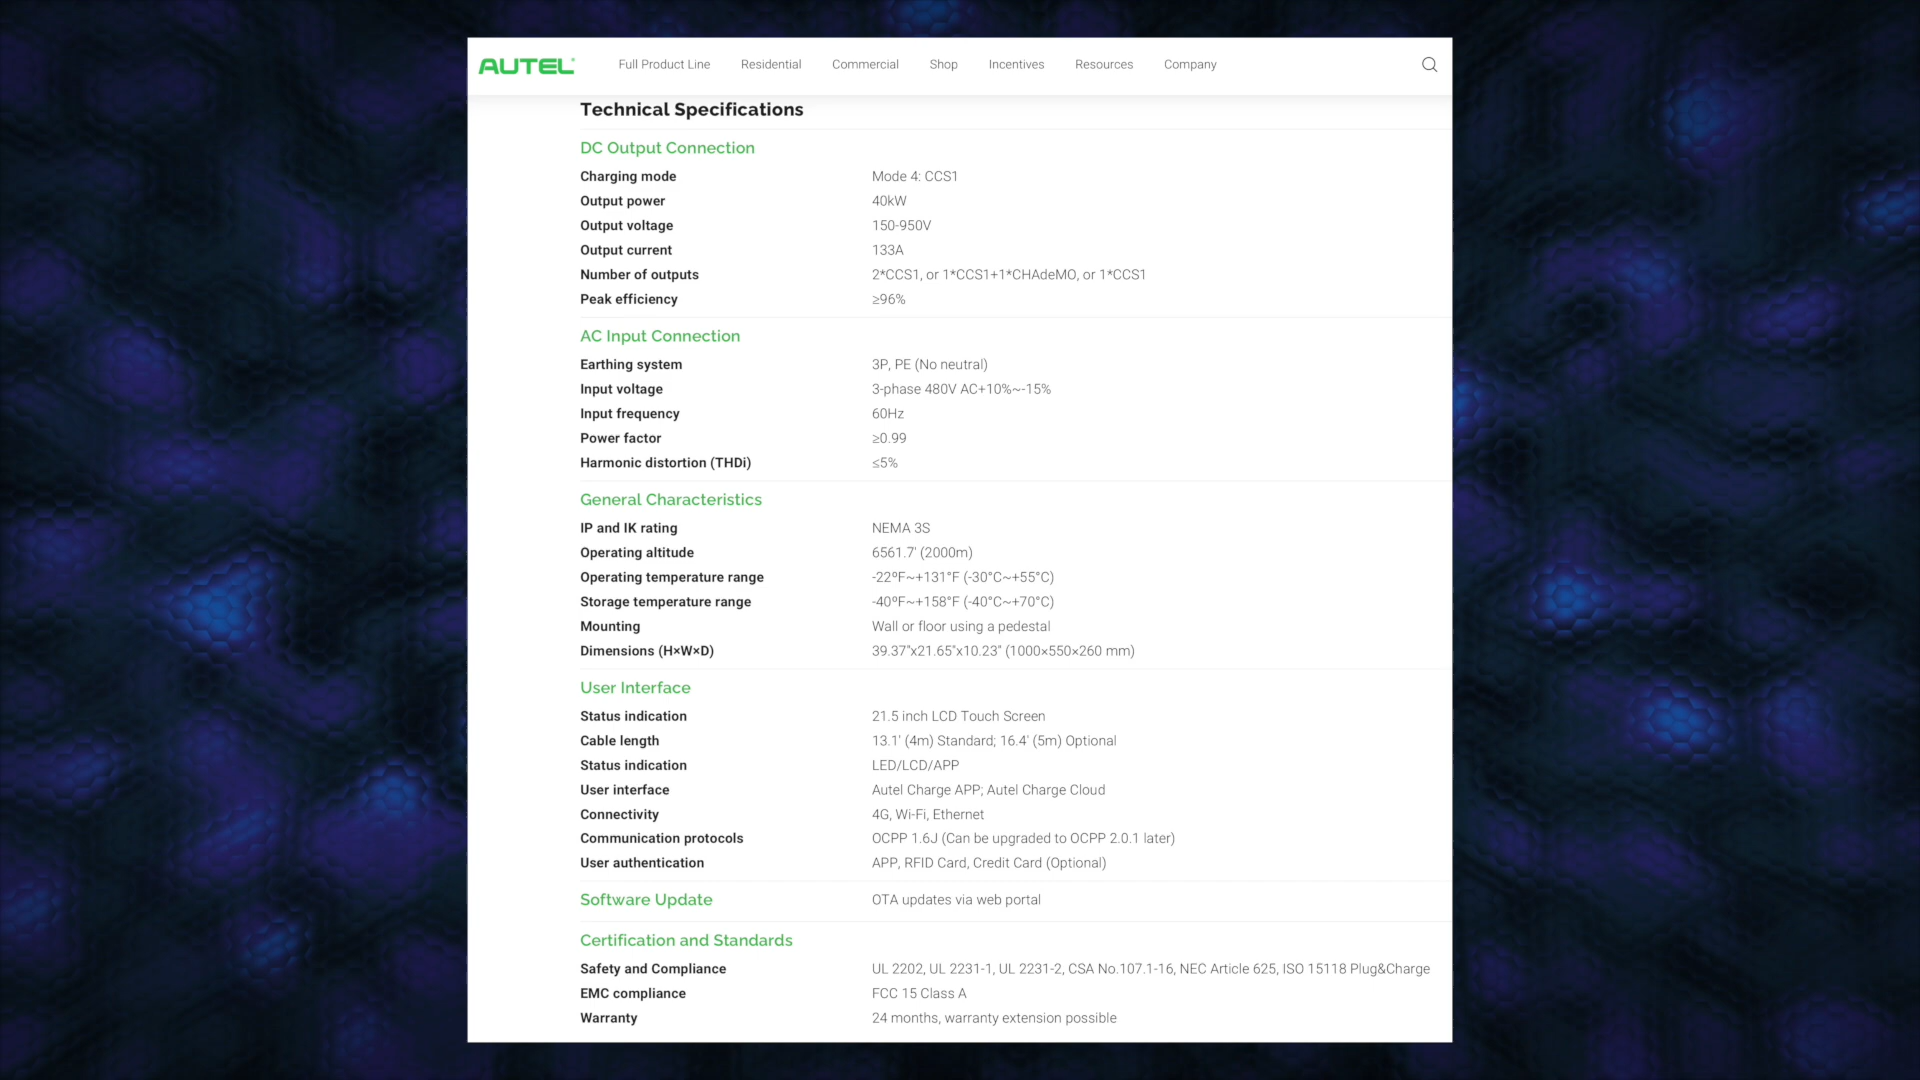 AUTEL Full Product Line Residential Commercial Shop Incentives Resources Company
Technical Specifications
DC Output Connection
Charging mode Mode 4: CCS1
Output power 40kW
Output voltage 150-950V
Output current 133A
Number of outputs 2*CCS1, or 1*CCS1+1*CHAdeMO, or 1*CCS1
Peak efficiency ≥96%
AC Input Connection
Earthing system 3P, PE (No neutral)
Input voltage 3-phase 480V AC+10%~-15%
Input frequency 60Hz
Power factor ≥0.99
Harmonic distortion (THDi) ≤5%
General Characteristics
IP and IK rating NEMA 3S
Operating altitude 6561.7' (2000m)
Operating temperature range -22ºF~+131°F (-30°C~+55°C)
Storage temperature range -40ºF~+158°F (-40°C~+70°C)
Mounting Wall or floor using a pedestal
Dimensions (H×W×D) 39.37"x21.65"x10.23" (1000×550×260 mm)
User Interface
Status indication 21.5 inch LCD Touch Screen
Cable length 13.1' (4m) Standard; 16.4' (5m) Optional
Status indication LED/LCD/APP
User interface Autel Charge APP; Autel Charge Cloud
Connectivity 4G, Wi-Fi, Ethernet
Communication protocols OCPP 1.6J (Can be upgraded to OCPP 2.0.1 later)
User authentication APP, RFID Card, Credit Card (Optional)
Software Update OTA updates via web portal
Certification and Standards
Safety and Compliance UL 2202, UL 2231-1, UL 2231-2, CSA No.107.1-16, NEC Article 625, ISO 15118 Plug&Charge
EMC compliance FCC 15 Class A
Warranty 24 months, warranty extension possible